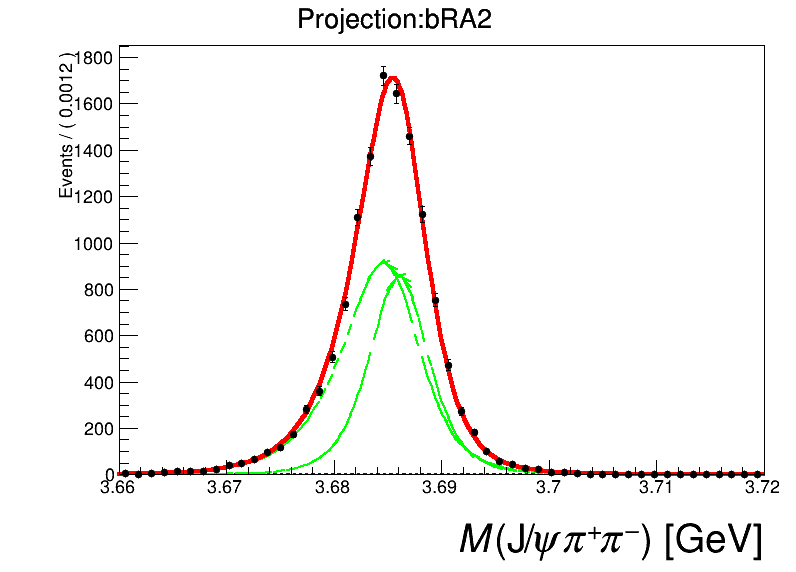 Projection:bRA2
Events / ( 0.0012 )
1800
1600
1400
1200
1000
800
600
400
200
0
3.66 3.67 3.68 3.69 3.7 3.71 3.72
M(J/ψ π⁺π⁻) [GeV]